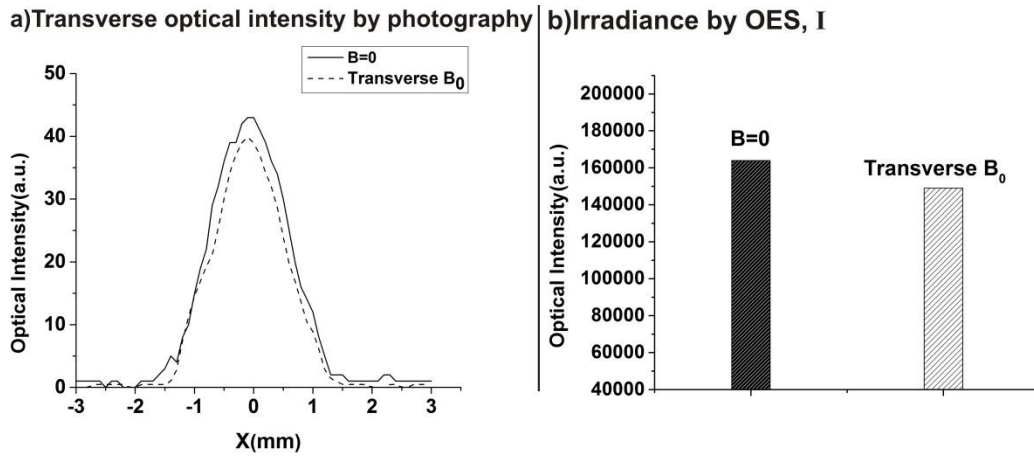 a)Transverse optical intensity by photography
B=0
Transverse B0
50
40
30
20
10
0
Optical Intensity(a.u.)
-3 -2 -1 0 1 2 3
X(mm)
b)Irradiance by OES, I
200000
180000
160000
140000
120000
100000
80000
60000
40000
Optical Intensity(a.u.)
B=0
Transverse B0